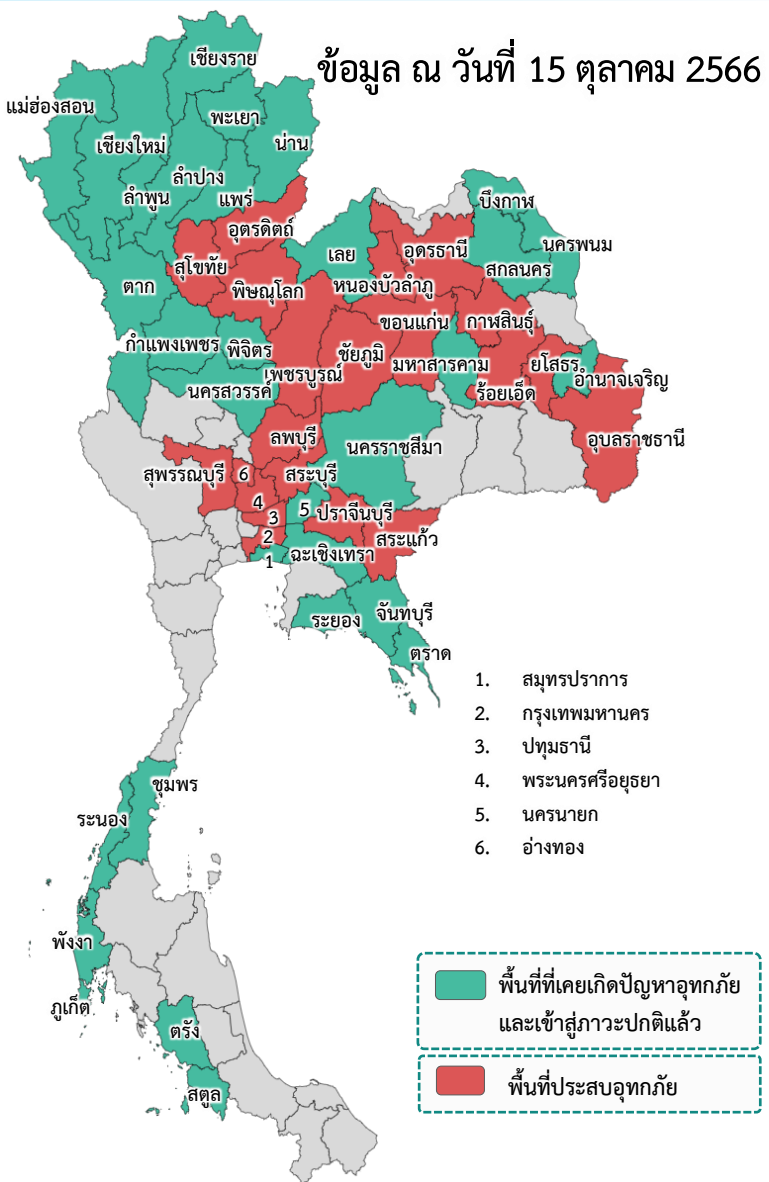 ข้อมูล ณ วันที่ 15 ตุลาคม 2566
เชียงราย
แม่ฮ่องสอน
พะเยา
เชียงใหม่
น่าน
ลำปาง
ลำพูน
แพร่
บึงกาฬ
อุตรดิตถ์
นครพนม
เลย
อุดรธานี
สุโขทัย
สกลนคร
ตาก
พิษณุโลก
หนองบัวลำภู
ขอนแก่น
กาฬสินธุ์
กำแพงเพชร
พิจิตร
ชัยภูมิ
มหาสารคาม
ยโสธร
เพชรบูรณ์
อำนาจเจริญ
นครสวรรค์
ร้อยเอ็ด
ลพบุรี
นครราชสีมา
อุบลราชธานี
สุพรรณบุรี
6
สระบุรี
4
5
ปราจีนบุรี
3
2
สระแก้ว
1
ฉะเชิงเทรา
ระยอง
จันทบุรี
ตราด
1. สมุทรปราการ
2. กรุงเทพมหานคร
3. ปทุมธานี
4. พระนครศรีอยุธยา
5. นครนายก
6. อ่างทอง
ชุมพร
ระนอง
พังงา
ภูเก็ต
ตรัง
สตูล
พื้นที่ที่เคยเกิดปัญหาอุทกภัย
และเข้าสู่ภาวะปกติแล้ว
พื้นที่ประสบอุทกภัย